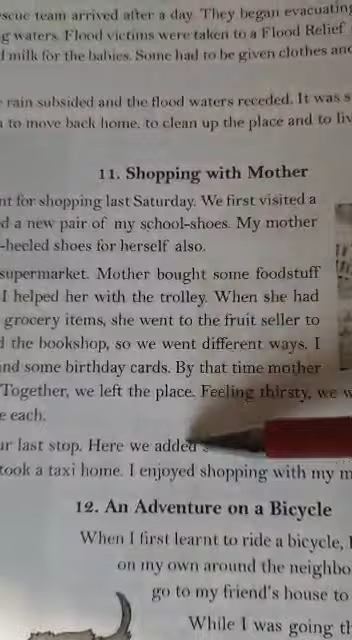 scue team arrived after a day. They began evacuating
g waters. Flood victims were taken to a Flood Relief
d milk for the babies. Some had to be given clothes and
rain subsided and the flood waters receded. It was s
to move back home, to clean up the place and to liv
11. Shopping with Mother
nt for shopping last Saturday. We first visited a
d a new pair of my school-shoes. My mother
-heeled shoes for herself also.
supermarket. Mother bought some foodstuff
I helped her with the trolley. When she had
grocery items, she went to the fruit seller to
d the bookshop, so we went different ways. I
nd some birthday cards. By that time mother
Together, we left the place. Feeling thirsty, we w
e each.
ur last stop. Here we added
took a taxi home. I enjoyed shopping with my m
12. An Adventure on a Bicycle
When I first learnt to ride a bicycle, I
on my own around the neighbo
go to my friend's house to
While I was going th